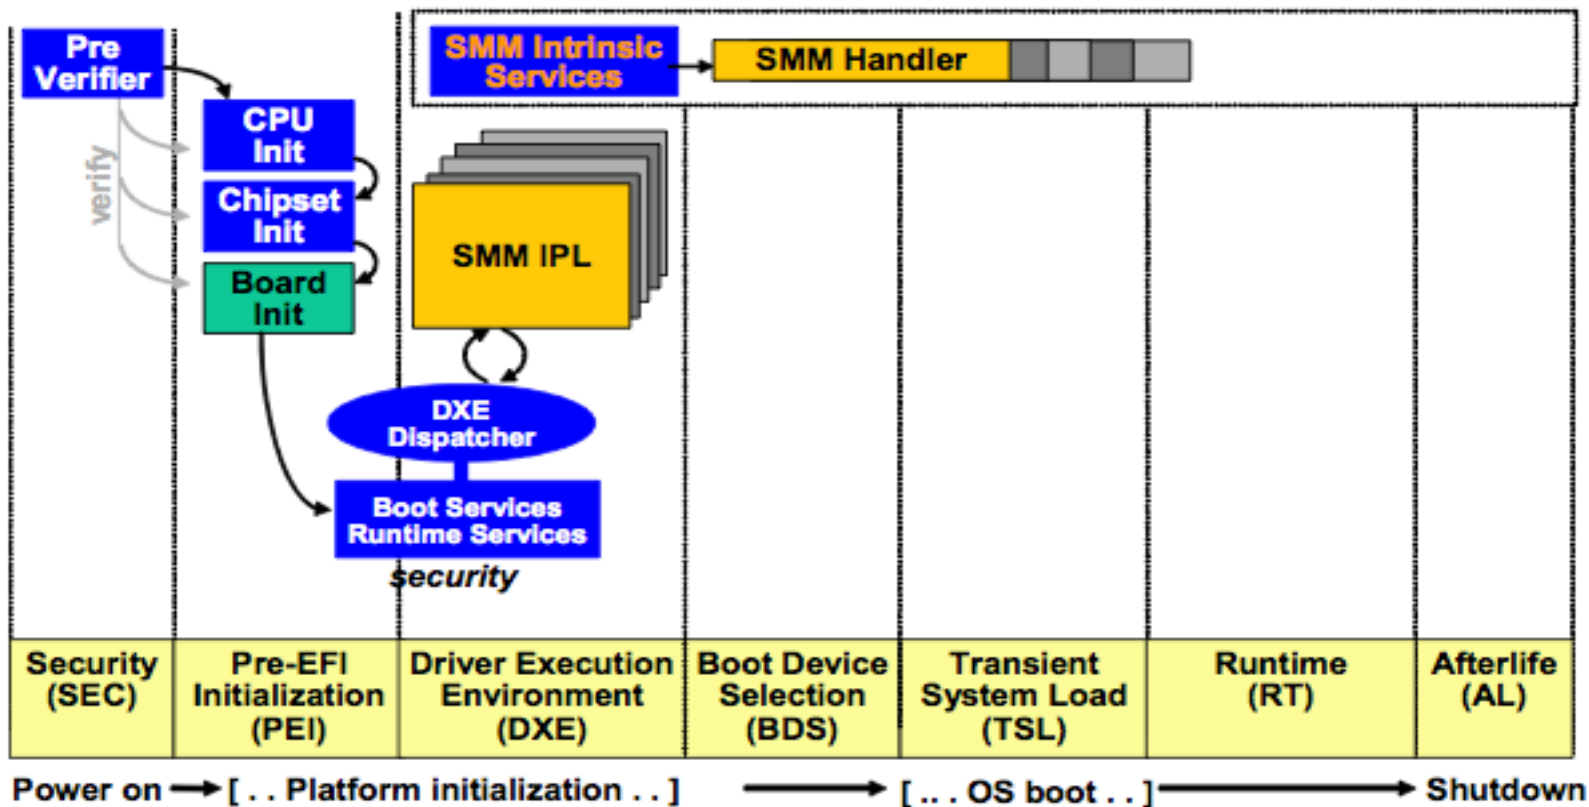 Pre
Verifier
SMM Intrinsic
Services
SMM Handler
verify
CPU
Init
Chipset
Init
Board
Init
SMM IPL
DXE
Dispatcher
Boot Services
Runtime Services
security
Security
(SEC)
Pre-EFI
Initialization
(PEI)
Driver Execution
Environment
(DXE)
Boot Device
Selection
(BDS)
Transient
System Load
(TSL)
Runtime
(RT)
Afterlife
(AL)
Power on [ . . Platform initialization . . ] [ ... . OS boot . . ] Shutdown